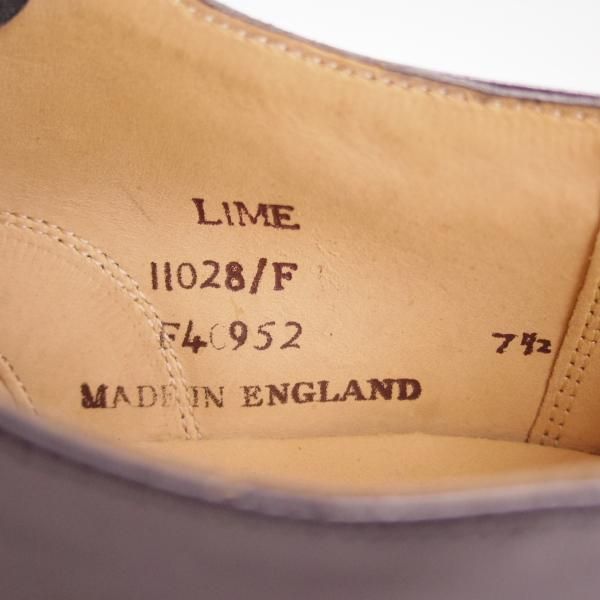 LIME
11028/F
F40952 7½
MADE IN ENGLAND